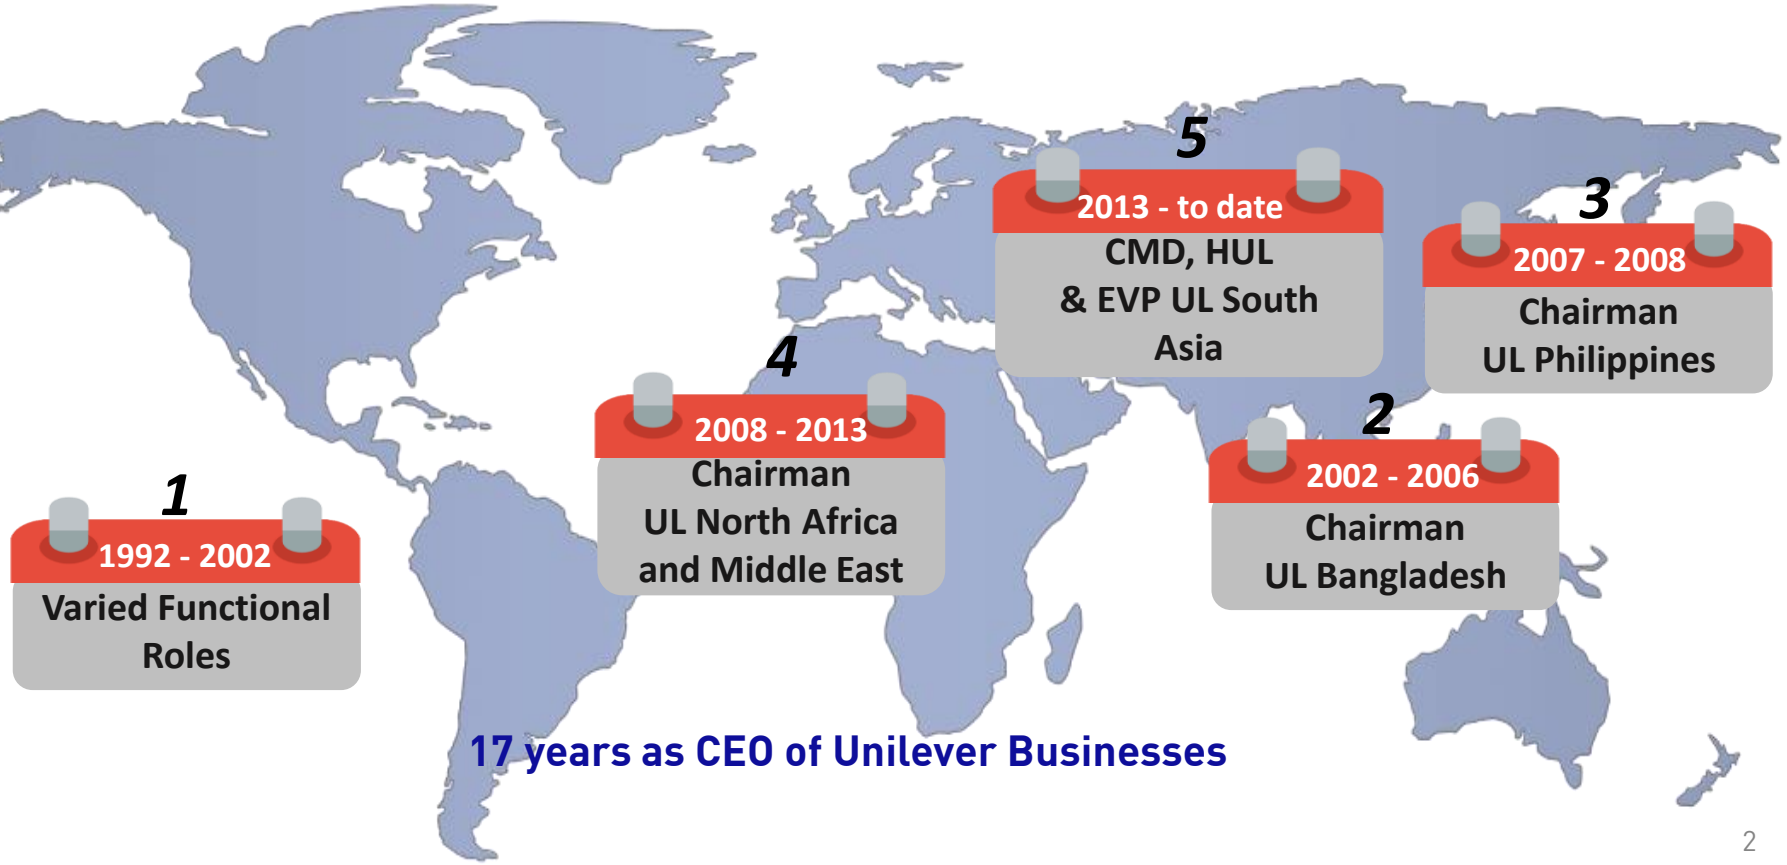 1
1992 - 2002
Varied Functional
Roles
2
2002 - 2006
Chairman
UL Bangladesh
3
2007 - 2008
Chairman
UL Philippines
4
2008 - 2013
Chairman
UL North Africa
and Middle East
5
2013 - to date
CMD, HUL
& EVP UL South
Asia
17 years as CEO of Unilever Businesses
2